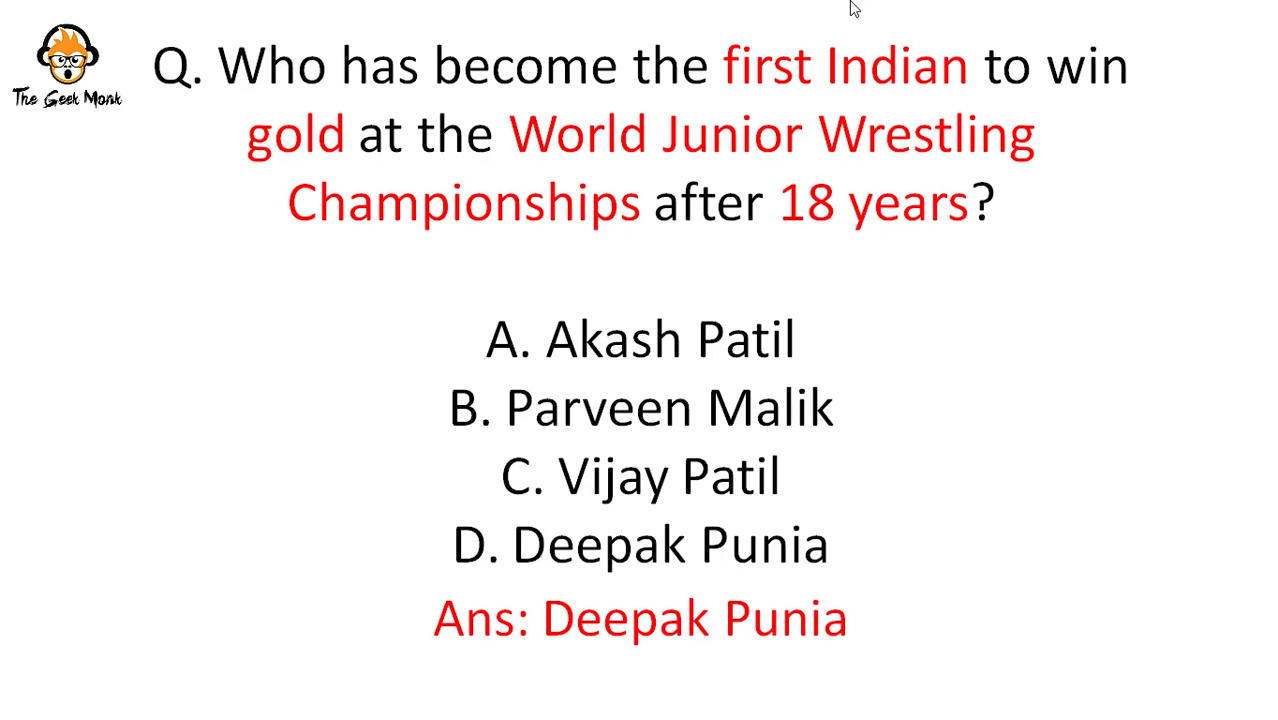 The Geek Monk
Q. Who has become the first Indian to win
gold at the World Junior Wrestling
Championships after 18 years?
A. Akash Patil
B. Parveen Malik
C. Vijay Patil
D. Deepak Punia
Ans: Deepak Punia